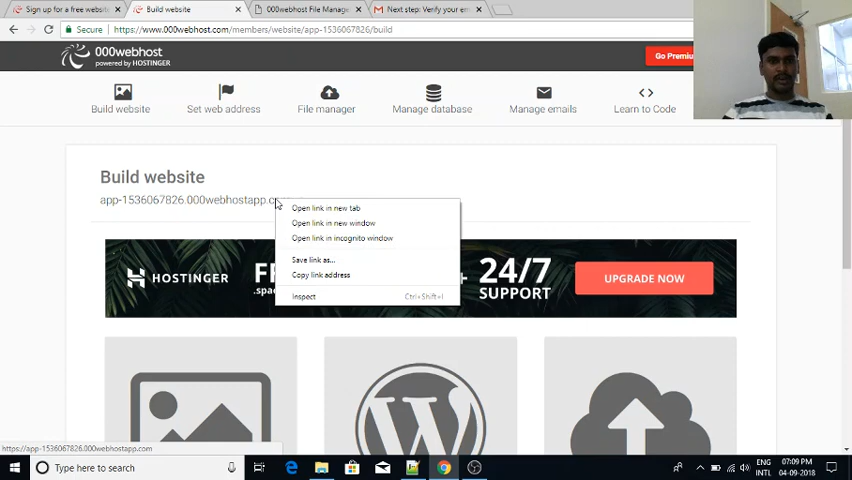 Sign up for a free website
Build website
000webhost File Manage
Next step: Verify your em
Secure
https://www.000webhost.com/members/website/app-1536067826/build
000webhost
powered by HOSTINGER
Go Premiu
Build website
Set web address
File manager
Manage database
Manage emails
Learn to Code
Build website
app-1536067826.000webhostapp.c
Open link in new tab
Open link in new window
Open link in incognito window
Save link as...
Copy link address
Inspect
Ctrl+Shift+I
HOSTINGER
.spac
24/7
SUPPORT
UPGRADE NOW
https://app-1536067826.000webhostapp.com
Type here to search
ENG
INTL
07:09 PM
04-09-2018